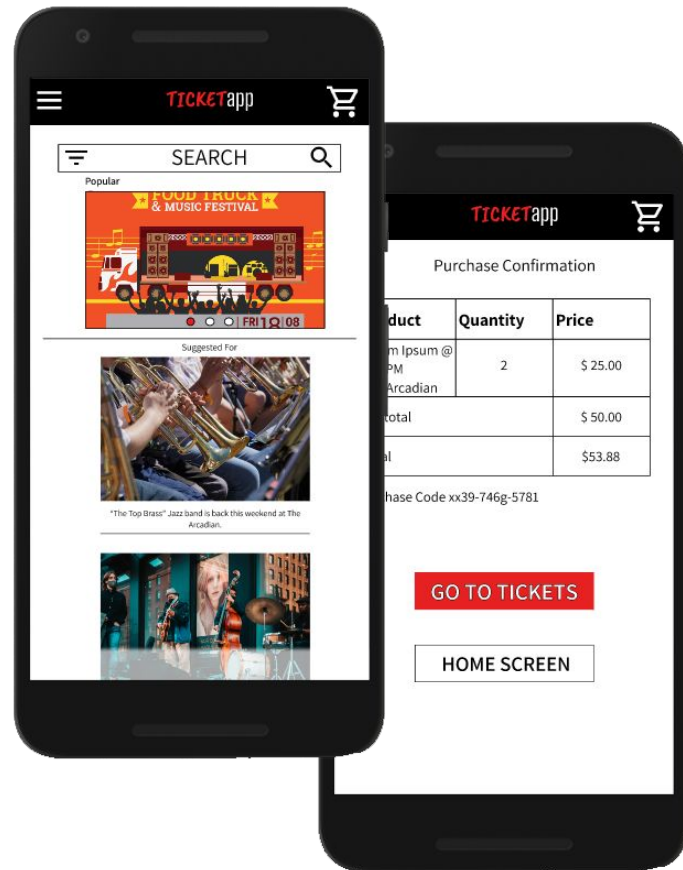 TICKETapp
SEARCH
Popular
FOOD TRUCK
& MUSIC FESTIVAL
FRI 18 08
Suggested For
"The Top Brass" Jazz band is back this weekend at The
Arcadian.
TICKETapp
Purchase Confirmation
duct Quantity Price
m Ipsum @
PM
Arcadian
2 $ 25.00
total $ 50.00
al $53.88
hase Code xx39-746g-5781
GO TO TICKETS
HOME SCREEN